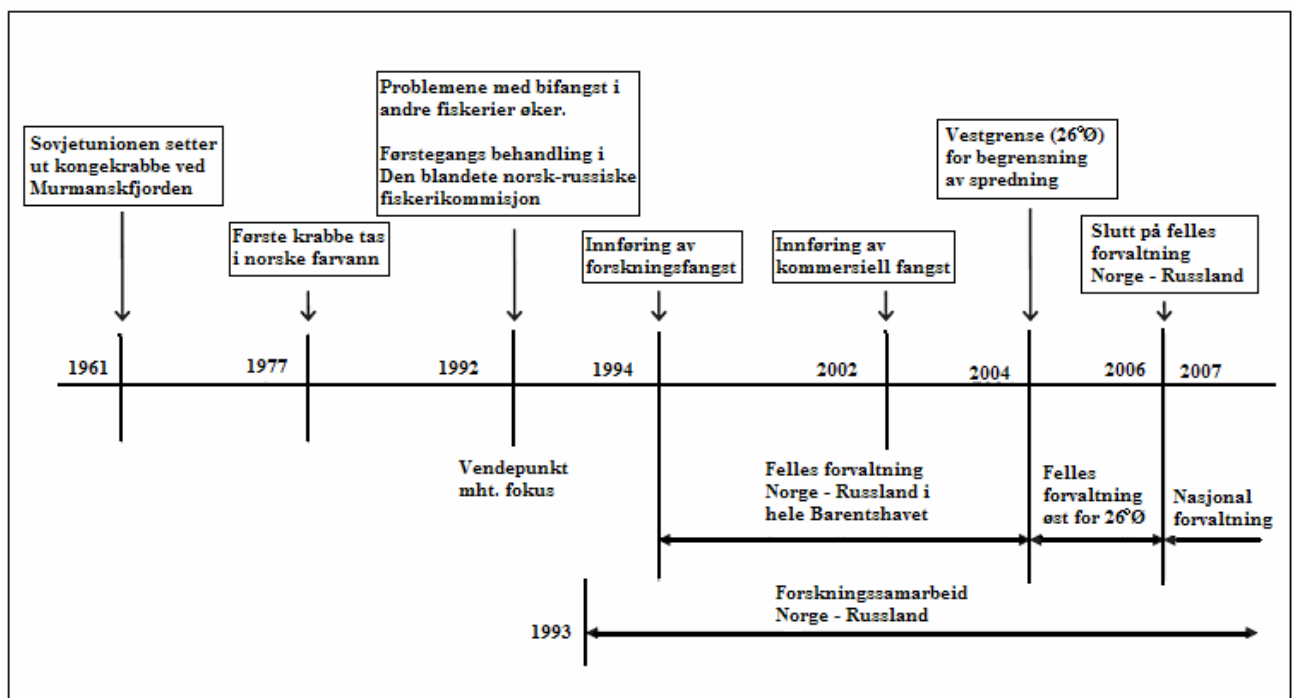 Sovjetunionen setter
ut kongekrabbe ved
Murmanskfjorden
Første krabbe tas
i norske farvann
Problemene med bifangst i
andre fiskerier øker.
Førstegangs behandling i
Den blandete norsk-russiske
fiskerikommisjon
Innføring av
forskningsfangst
Innføring av
kommersiell fangst
Vestgrense (26°Ø)
for begrensning
av spredning
Slutt på felles
forvaltning
Norge - Russland
1961
1977
1992
1994
2002
2004
2006
2007
Vendepunkt
mht. fokus
Felles forvaltning
Norge - Russland i
hele Barentshavet
Felles
forvaltning
øst for 26°Ø
Nasjonal
forvaltning
Forskningssamarbeid
Norge - Russland
1993